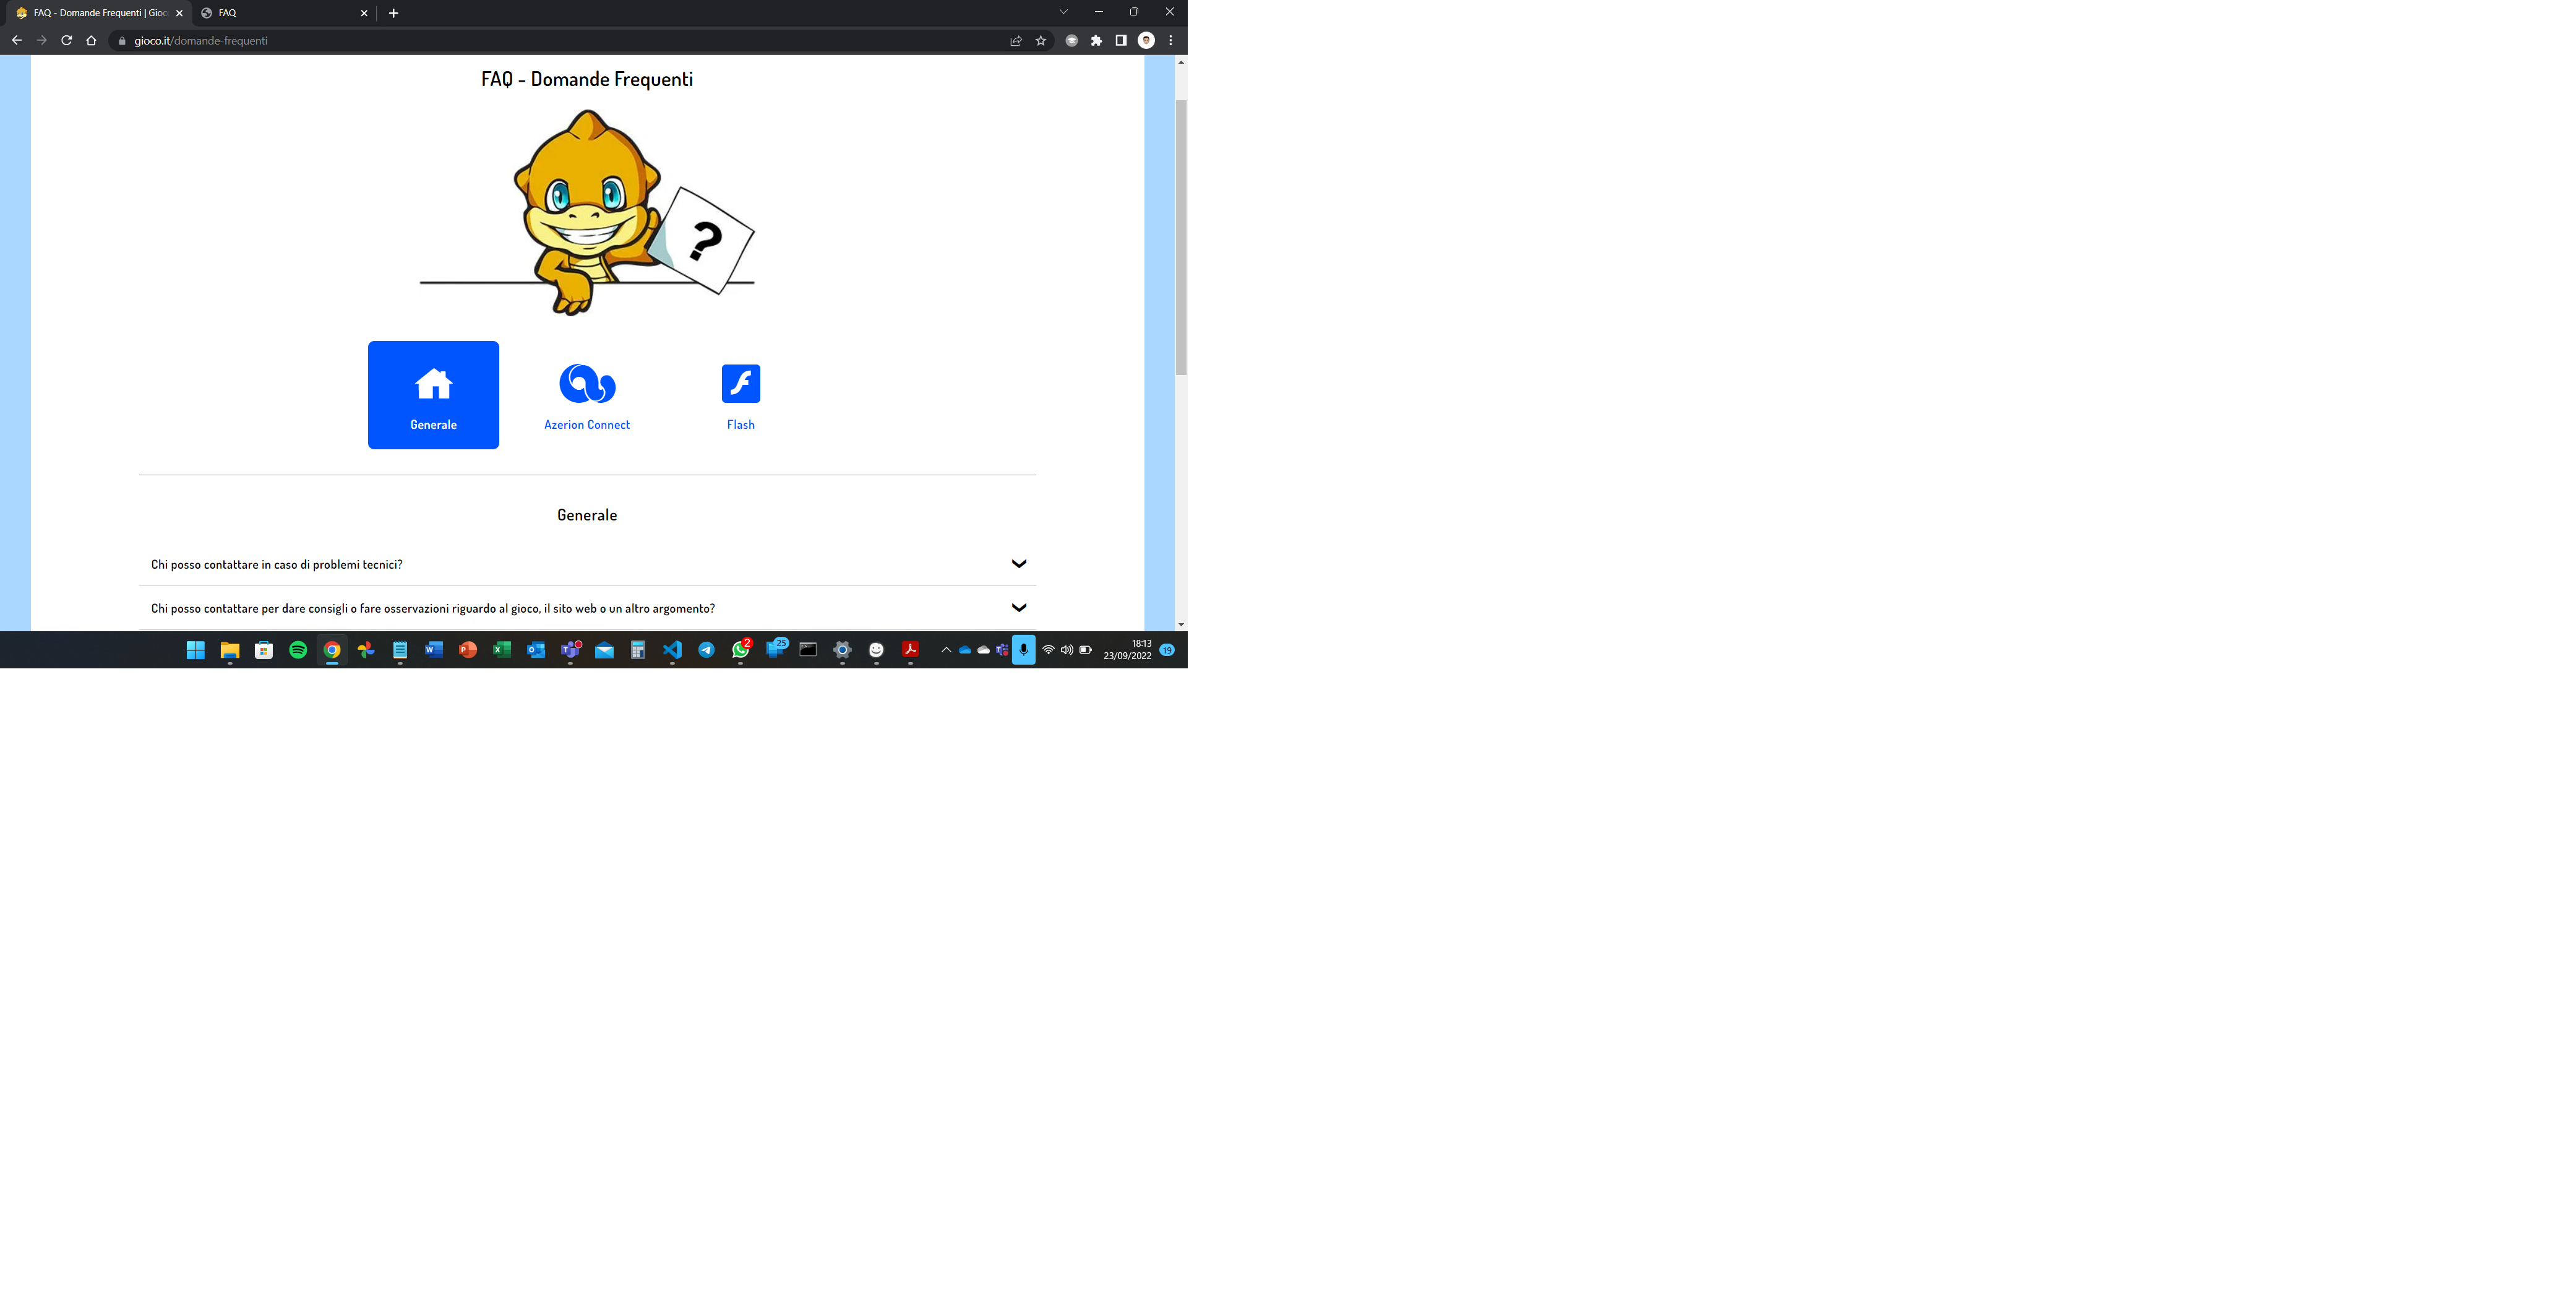 FAQ - Domande Frequenti | Gioc
FAQ
gioco.it/domande-frequenti
FAQ - Domande Frequenti
?
Generale
Azerion Connect
Flash
Generale
Chi posso contattare in caso di problemi tecnici?
Chi posso contattare per dare consigli o fare osservazioni riguardo al gioco, il sito web o un altro argomento?
2
25
18:13
23/09/2022
19